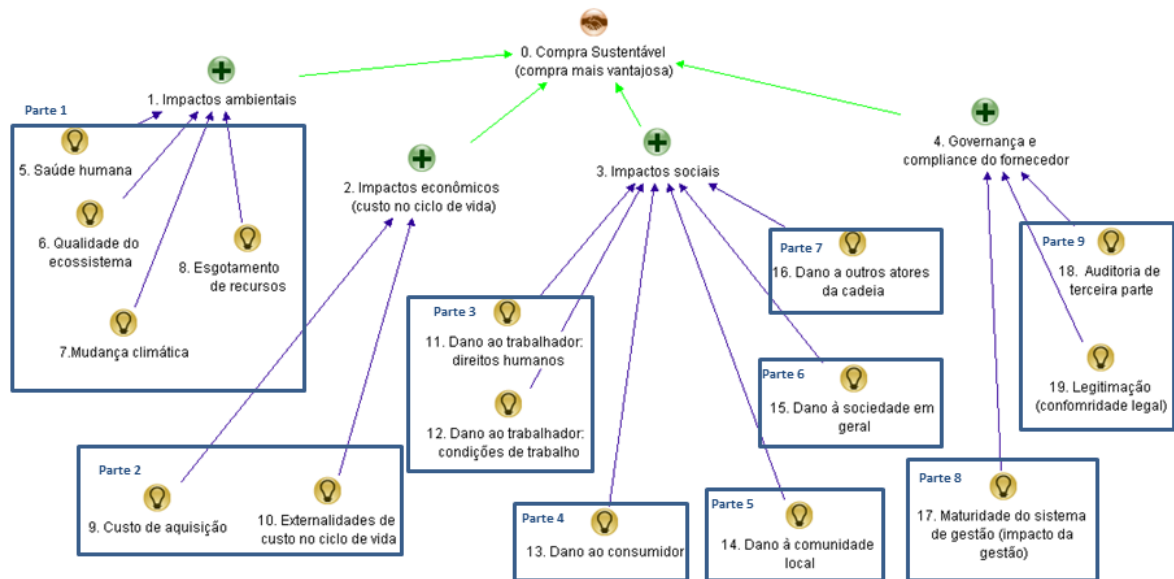 0. Compra Sustentável
(compra mais vantajosa)
1. Impactos ambientais
Parte 1
5. Saúde humana
6. Qualidade do
ecossistema
8. Esgotamento
de recursos
7.Mudança climática
2. Impactos econômicos
(custo no ciclo de vida)
Parte 2
9. Custo de aquisição
10. Externalidades de
custo no ciclo de vida
3. Impactos sociais
Parte 3
11. Dano ao trabalhador:
direitos humanos
12. Dano ao trabalhador:
condições de trabalho
Parte 4
13. Dano ao consumidor
Parte 5
14. Dano à comunidade
local
Parte 6
15. Dano à sociedade em
geral
Parte 7
16. Dano a outros atores
da cadeia
4. Governança e
compliance do fornecedor
Parte 8
17. Maturidade do sistema
de gestão (impacto da
gestão)
Parte 9
18. Auditoria de
terceira parte
19. Legitimação
(confomridade legal)